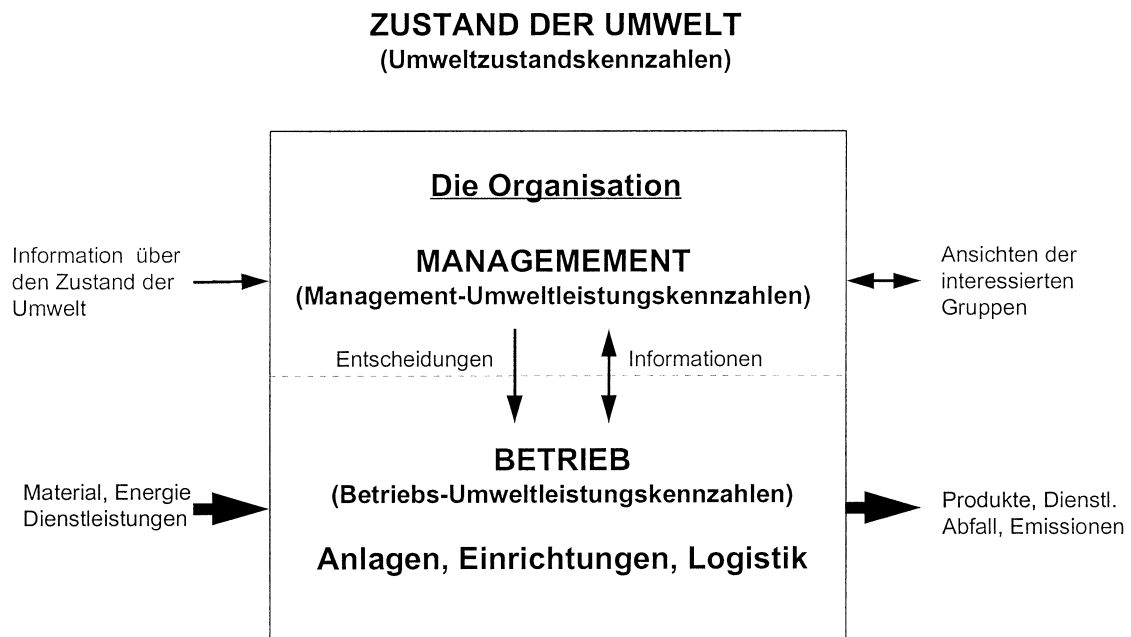 ZUSTAND DER UMWELT
(Umweltzustandskennzahlen)
Die Organisation
Information über
den Zustand der
Umwelt
MANAGEMEMENT
(Management-Umweltleistungskennzahlen)
Ansichten der
interessierten
Gruppen
Entscheidungen
Informationen
BETRIEB
(Betriebs-Umweltleistungskennzahlen)
Material, Energie
Dienstleistungen
Produkte, Dienstl.
Abfall, Emissionen
Anlagen, Einrichtungen, Logistik